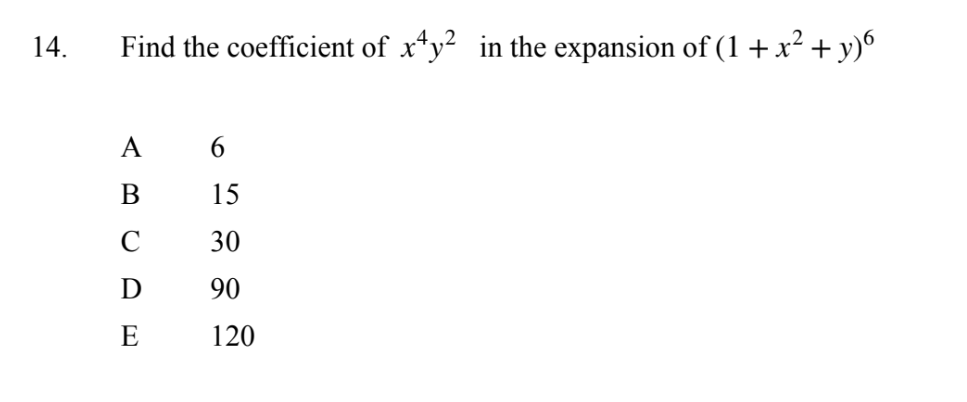 14. Find the coefficient of x⁴y² in the expansion of (1 + x² + y)⁶
A 6
B 15
C 30
D 90
E 120